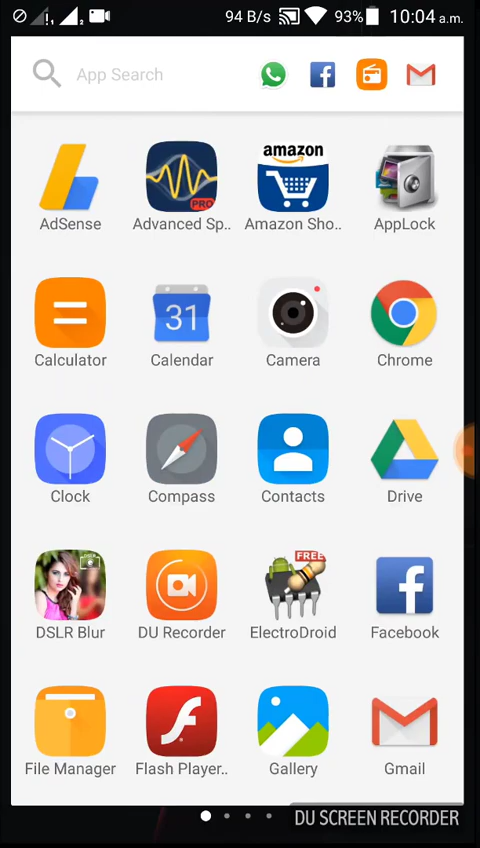 94 B/s 93% 10:04 a.m.
App Search
amazon
PRO
AdSense Advanced Sp.. Amazon Sho.. AppLock
31
Calculator Calendar Camera Chrome
Clock Compass Contacts Drive
FREE
DSLR Blur DU Recorder ElectroDroid Facebook
File Manager Flash Player.. Gallery Gmail
DU SCREEN RECORDER